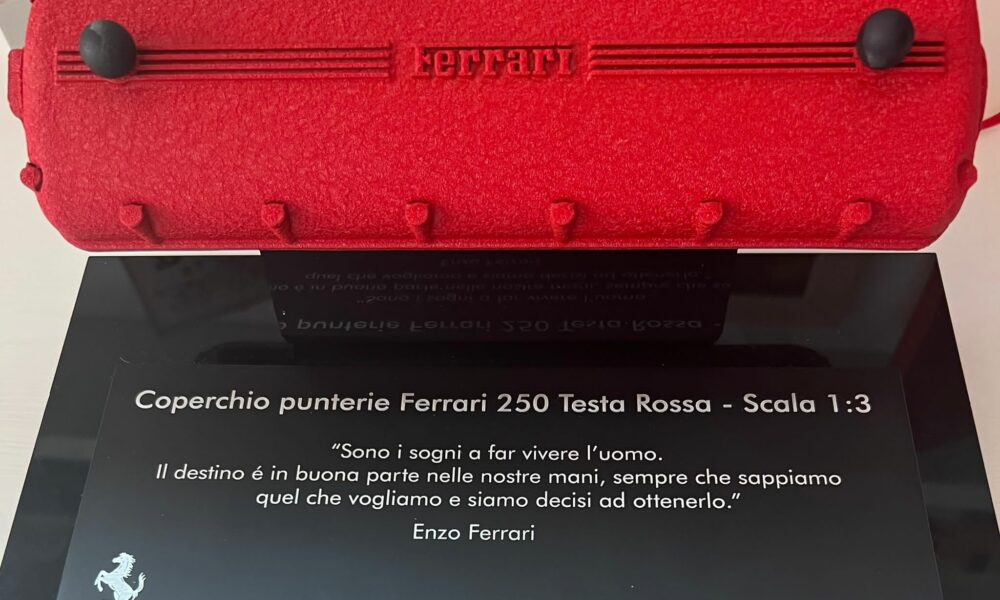 Ferrari
Coperchio punterie Ferrari 250 Testa Rossa - Scala 1:3
“Sono i sogni a far vivere l’uomo.
Il destino é in buona parte nelle nostre mani, sempre che sappiamo
quel che vogliamo e siamo decisi ad ottenerlo.”
Enzo Ferrari